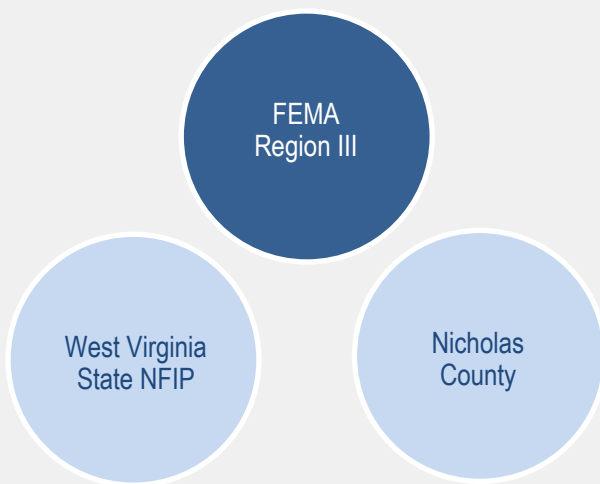 FEMA
Region III
West Virginia
State NFIP
Nicholas
County